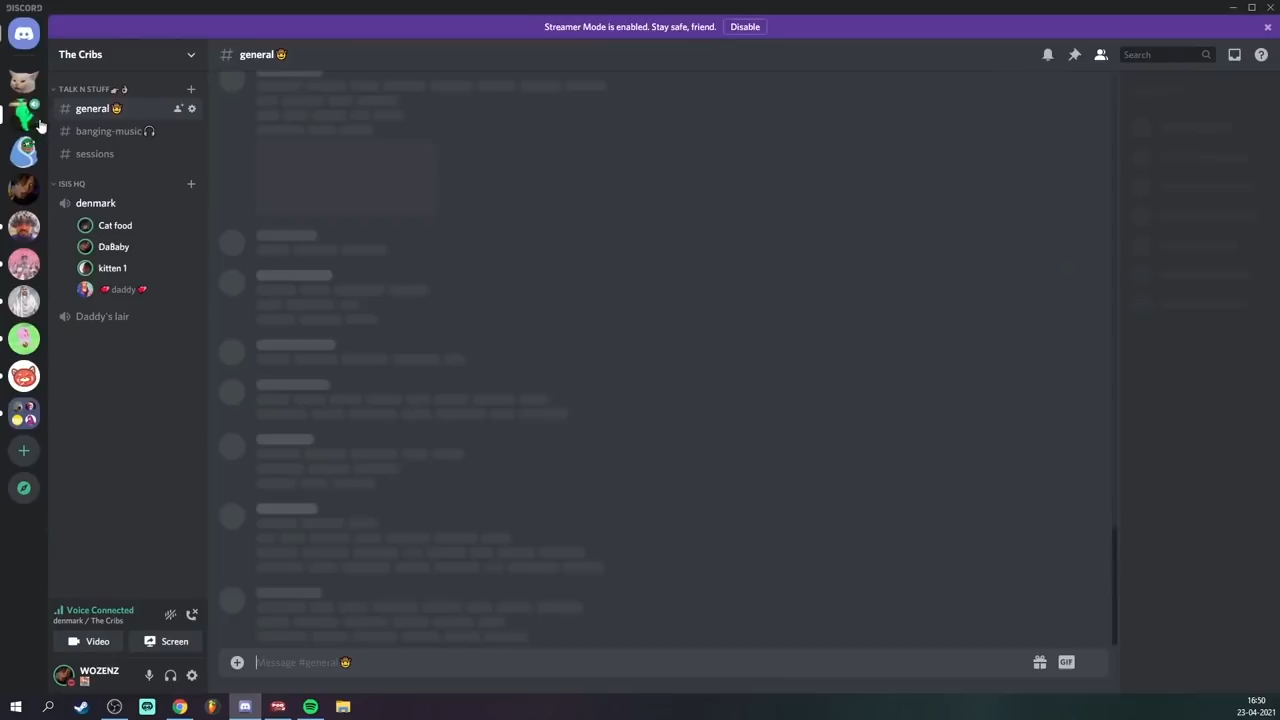 DISCORD
Streamer Mode is enabled. Stay safe, friend. Disable
The Cribs
# general 🤠
Search
TALK N STUFF
# general 🤠
# banging-music🎧
# sessions
ISIS HQ
denmark
Cat food
DaBaby
kitten 1
💋 daddy 💋
Daddy's lair
Voice Connected
denmark / The Cribs
Video
Screen
Message #general 🤠
GIF
WOZENZ
16:50
23-04-2021